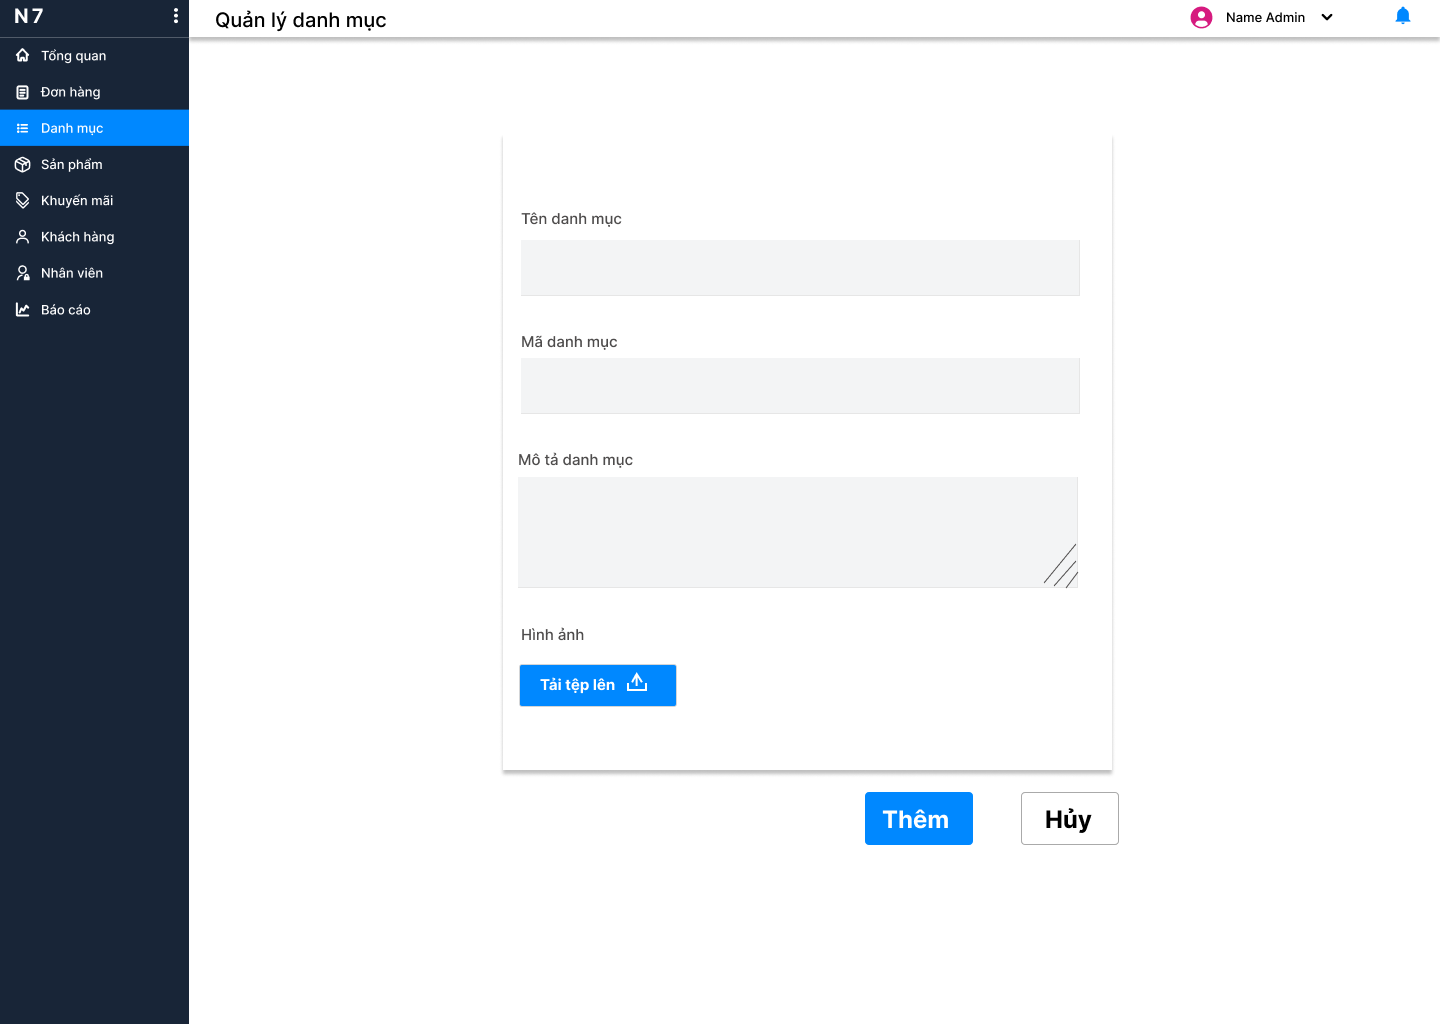 N7
Quản lý danh mục
Name Admin
Tổng quan
Đơn hàng
Danh mục
Sản phẩm
Khuyến mãi
Khách hàng
Nhân viên
Báo cáo
Tên danh mục
Mã danh mục
Mô tả danh mục
Hình ảnh
Tải tệp lên
Thêm
Hủy